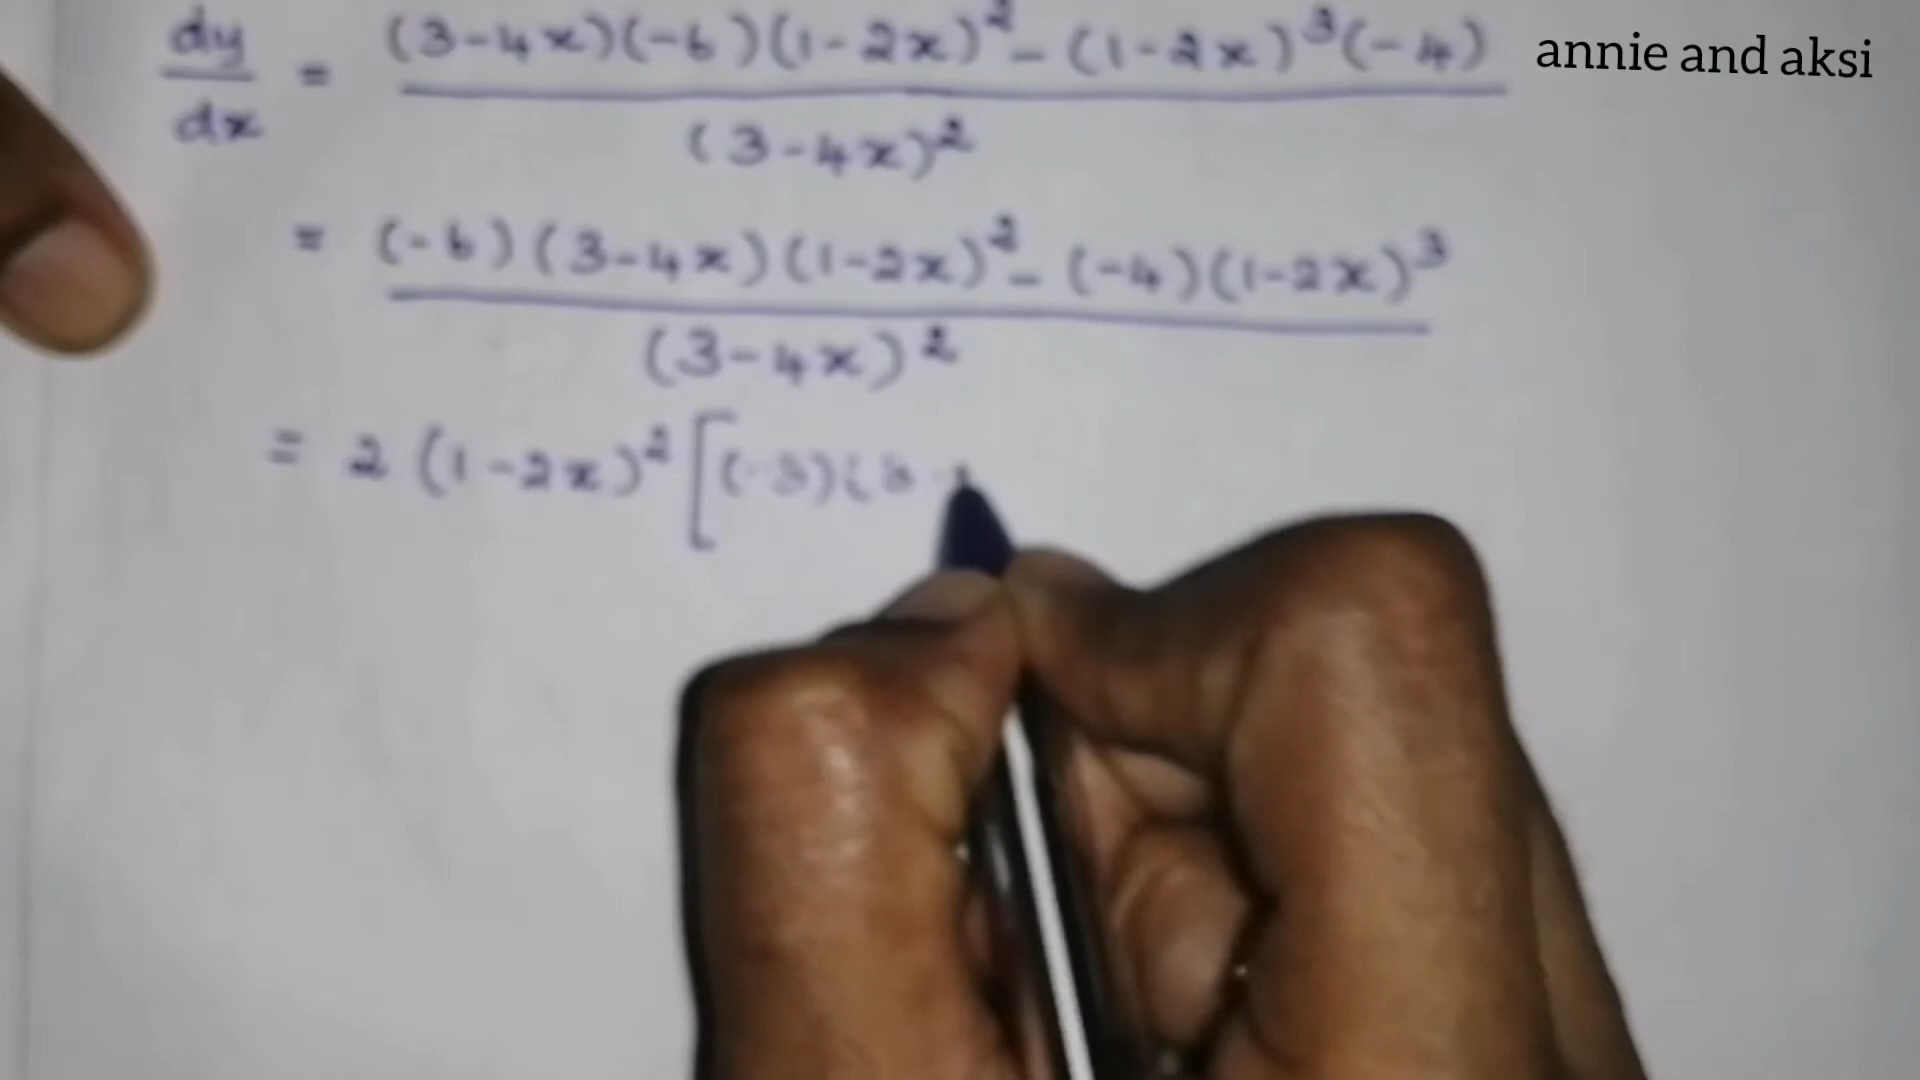 dy/dx = (3-4x)(-6)(1-2x)²-(1-2x)³(-4) / (3-4x)²
annie and aksi
= (-6)(3-4x)(1-2x)²-(-4)(1-2x)³ / (3-4x)²
= 2(1-2x)²[(-3)(3-